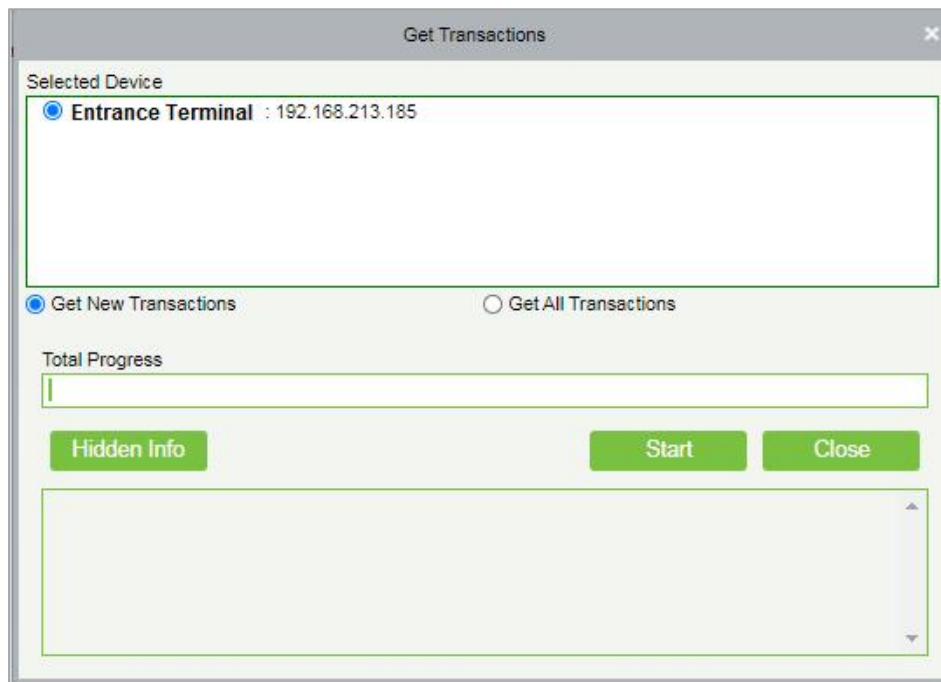 Get Transactions
Selected Device
Entrance Terminal : 192.168.213.185
Get New Transactions Get All Transactions
Total Progress
Hidden Info Start Close